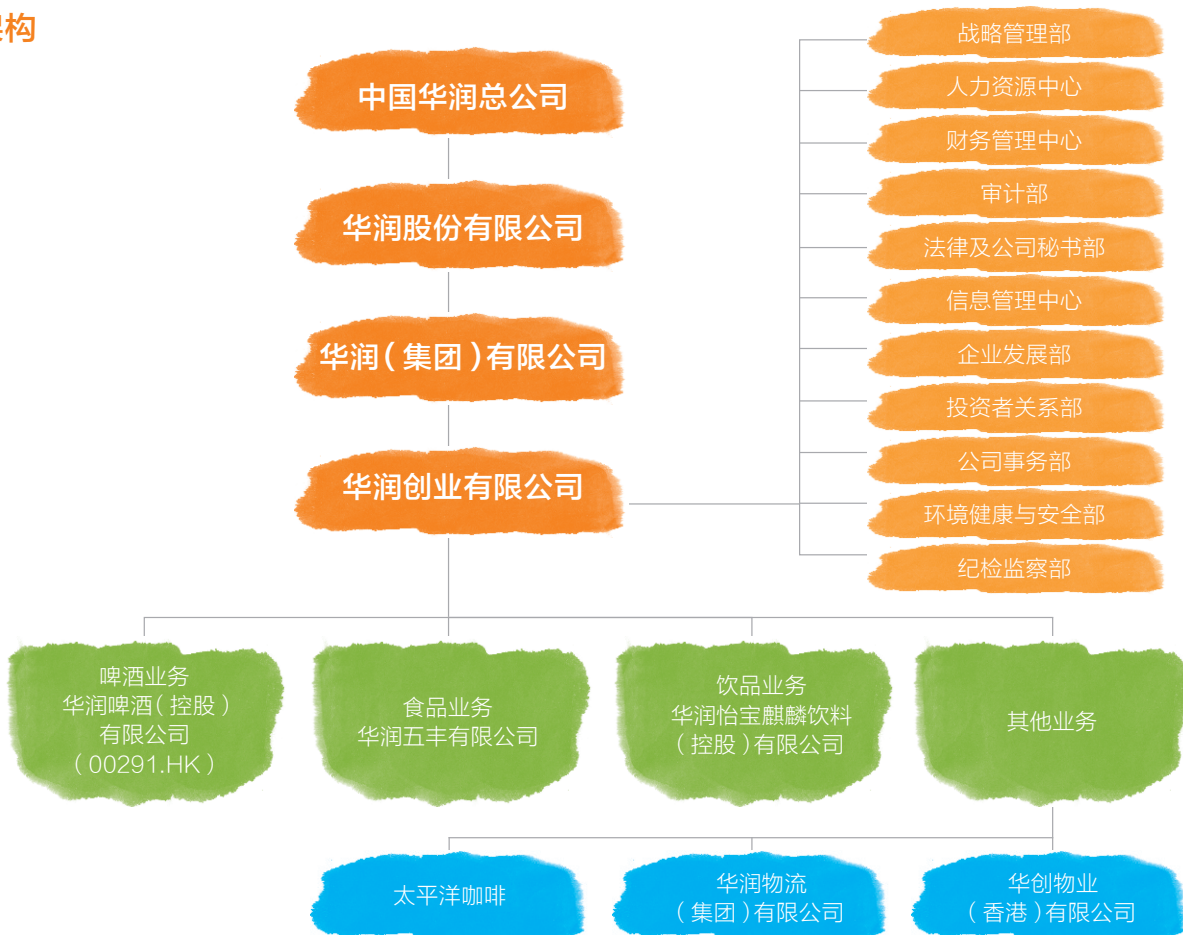 构
中国华润总公司
华润股份有限公司
华润（集团）有限公司
华润创业有限公司
战略管理部
人力资源中心
财务管理中心
审计部
法律及公司秘书部
信息管理中心
企业发展部
投资者关系部
公司事务部
环境健康与安全部
纪检监察部
啤酒业务
华润啤酒（控股）
有限公司
（00291.HK）
食品业务
华润五丰有限公司
饮品业务
华润怡宝麒麟饮料
（控股）有限公司
其他业务
太平洋咖啡
华润物流
（集团）有限公司
华创物业
（香港）有限公司